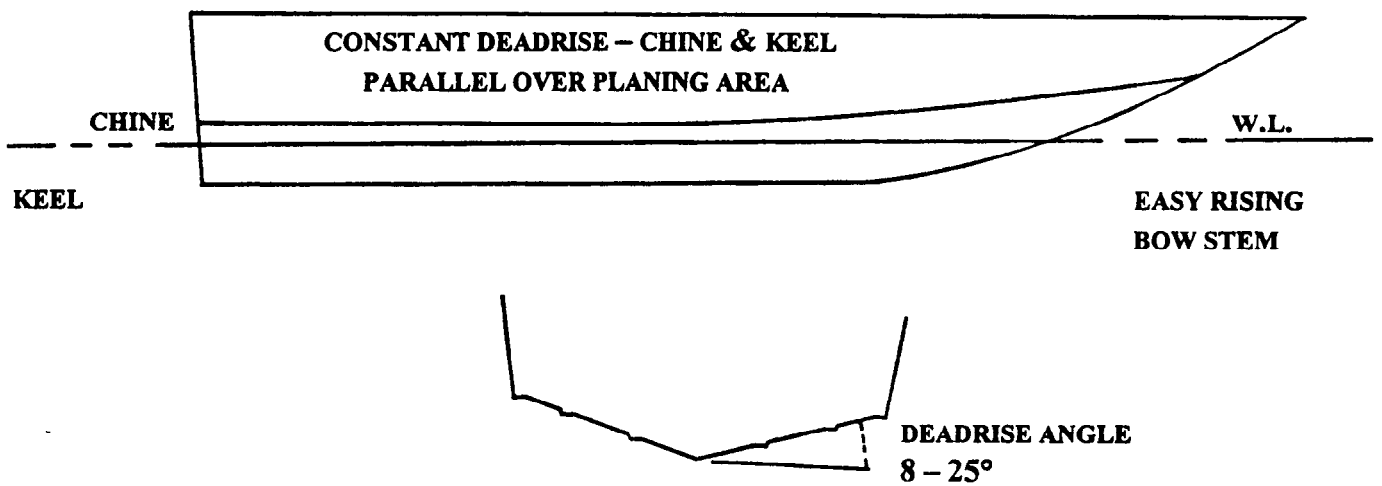 CONSTANT DEADRISE – CHINE & KEEL
PARALLEL OVER PLANING AREA
CHINE
W.L.
KEEL
EASY RISING
BOW STEM
DEADRISE ANGLE
8 – 25°